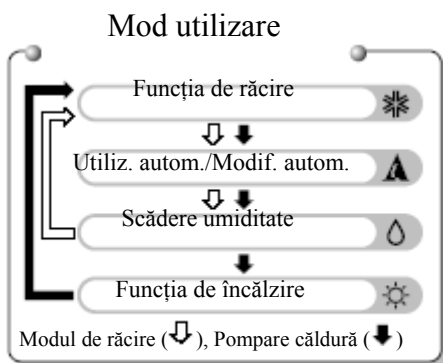 Mod utilizare
Funcția de răcire
Utiliz. autom./Modif. autom.
Scădere umiditate
Funcția de încălzire
Modul de răcire (⇩), Pompare căldură (🡇)